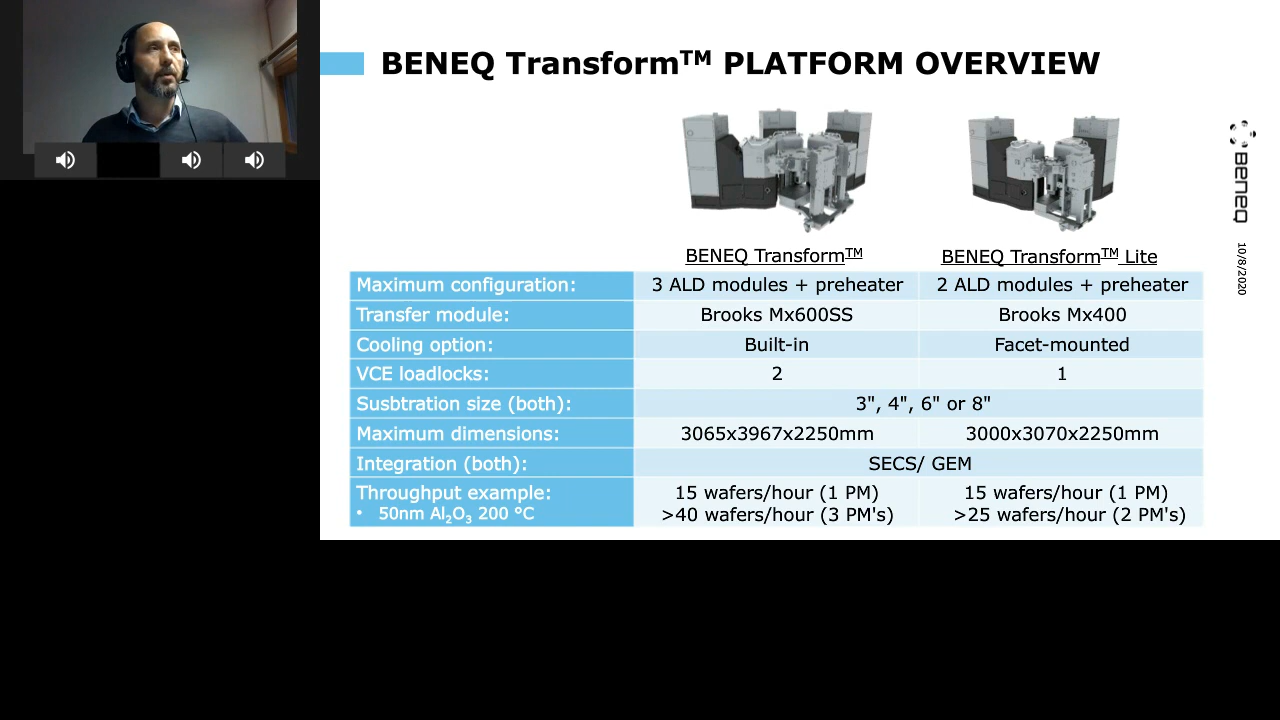 BENEQ Transform™ PLATFORM OVERVIEW
BENEQ Transform™
BENEQ Transform™ Lite
Maximum configuration: 3 ALD modules + preheater 2 ALD modules + preheater
Transfer module: Brooks Mx600SS Brooks Mx400
Cooling option: Built-in Facet-mounted
VCE loadlocks: 2 1
Susbtration size (both): 3", 4", 6" or 8"
Maximum dimensions: 3065x3967x2250mm 3000x3070x2250mm
Integration (both): SECS/ GEM
Throughput example: 15 wafers/hour (1 PM) 15 wafers/hour (1 PM)
• 50nm Al₂O₃ 200 °C >40 wafers/hour (3 PM's) >25 wafers/hour (2 PM's)
Beneq
10/8/2020